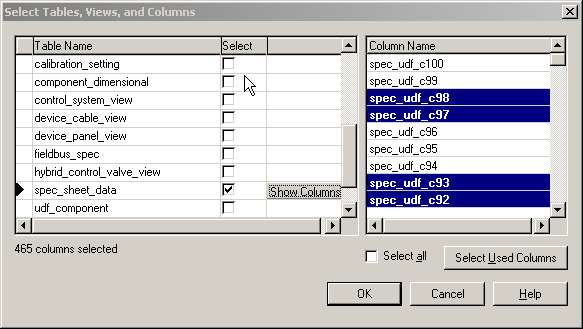 Select Tables, Views, and Columns
Table Name Select
calibration_setting
component_dimensional
control_system_view
device_cable_view
device_panel_view
fieldbus_spec
hybrid_control_valve_view
spec_sheet_data Show Columns
udf_component
Column Name
spec_udf_c100
spec_udf_c99
spec_udf_c98
spec_udf_c97
spec_udf_c96
spec_udf_c95
spec_udf_c94
spec_udf_c93
spec_udf_c92
465 columns selected
Select all
Select Used Columns
OK Cancel Help